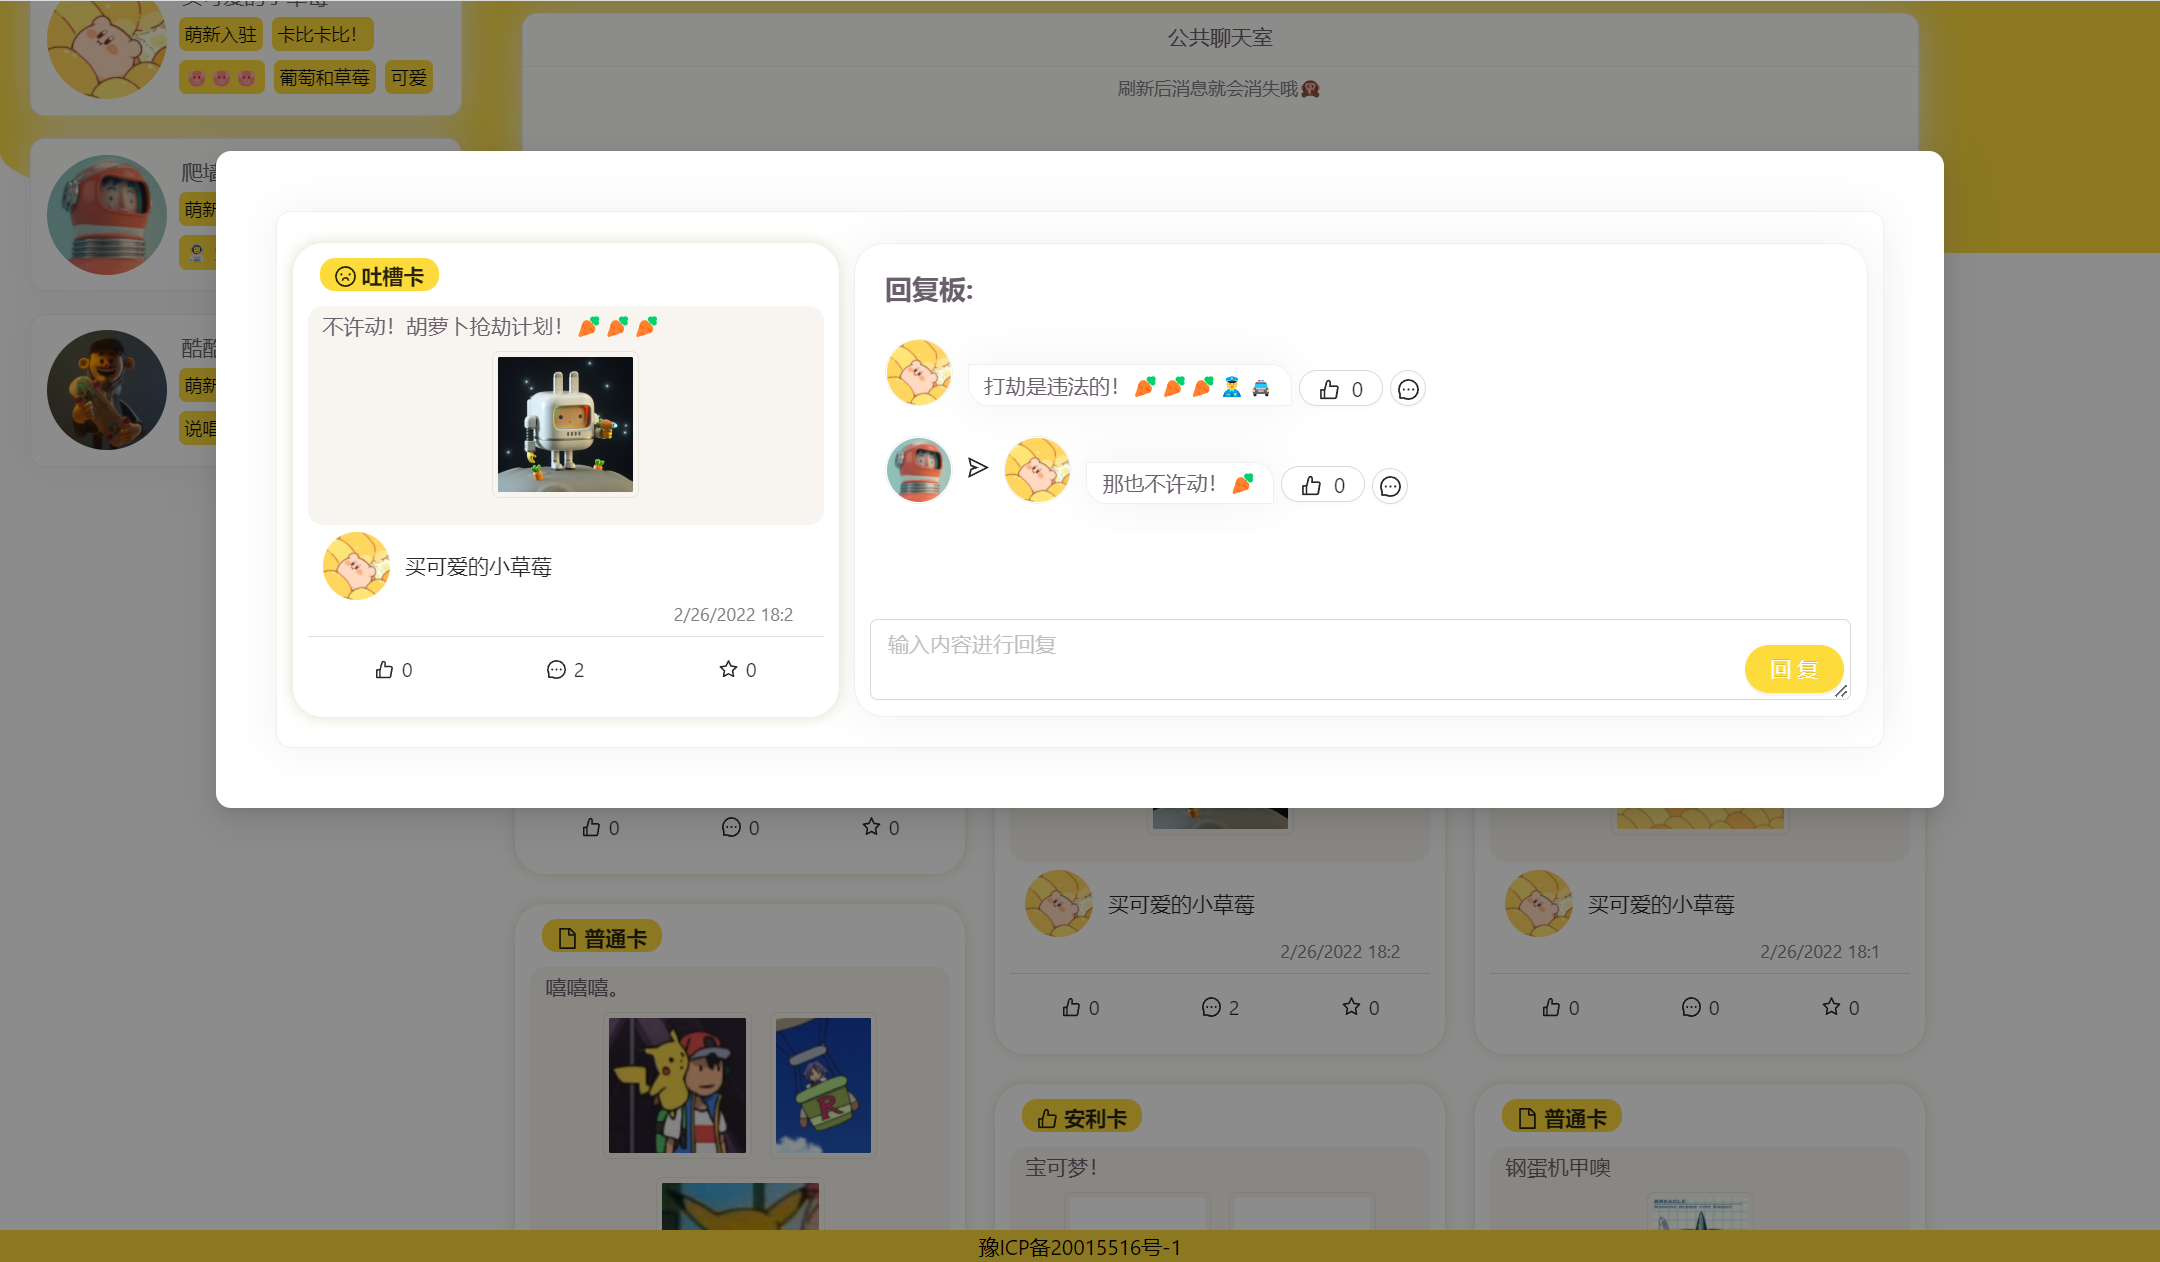 买可爱的小草莓
萌新入驻 卡比卡比！
🐽🐽🐽 葡萄和草莓 可爱
公共聊天室
刷新后消息就会消失哦🙊
爬墙
萌新
酷酷
萌新
说唱
吐槽卡
不许动！胡萝卜抢劫计划！🥕🥕🥕
买可爱的小草莓
2/26/2022 18:2
0 2 0
回复板:
打劫是违法的！🥕🥕🥕👮🚔 0
那也不许动！🥕 0
输入内容进行回复
回复
0 0 0
普通卡
嘻嘻嘻。
R
买可爱的小草莓
2/26/2022 18:2
0 2 0
安利卡
宝可梦！
买可爱的小草莓
2/26/2022 18:1
0 0 0
普通卡
钢蛋机甲噢
豫ICP备20015516号-1